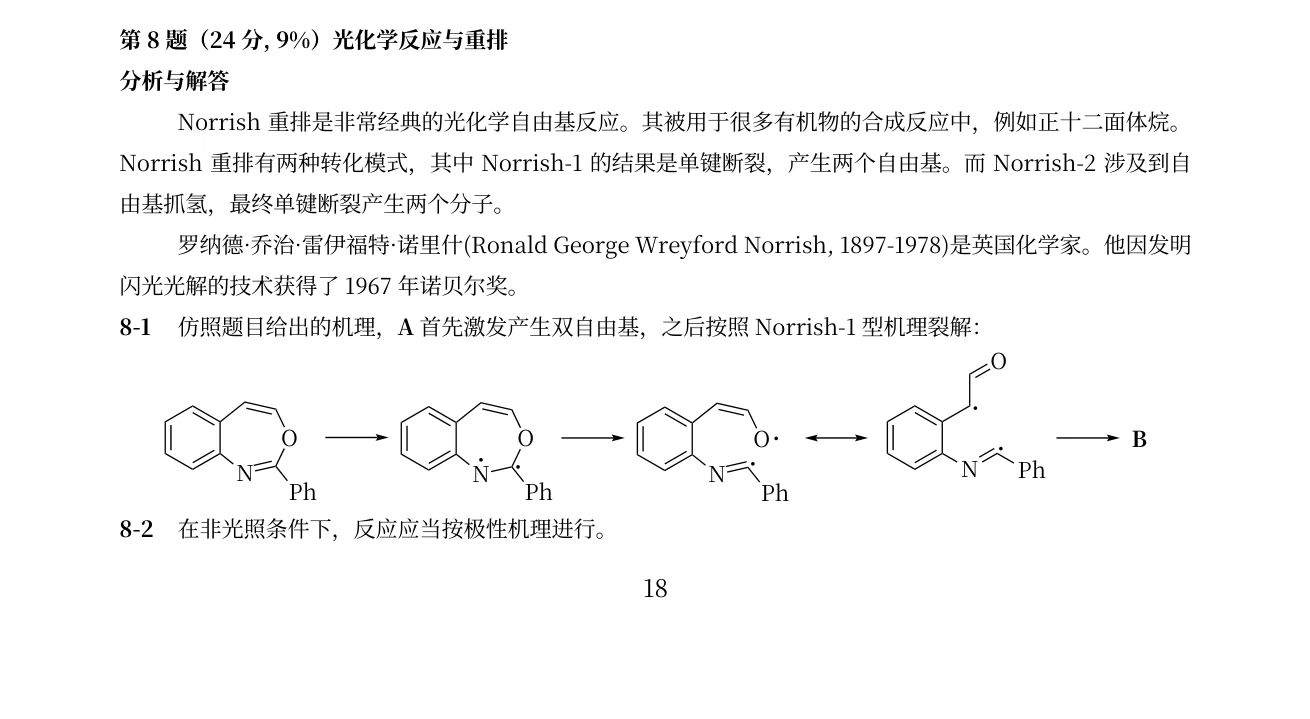 第 8 题（24 分, 9%）光化学反应与重排
分析与解答
Norrish 重排是非常经典的光化学自由基反应。其被用于很多有机物的合成反应中，例如正十二面体烷。
Norrish 重排有两种转化模式，其中 Norrish-1 的结果是单键断裂，产生两个自由基。而 Norrish-2 涉及到自
由基抓氢，最终单键断裂产生两个分子。
罗纳德·乔治·雷伊福特·诺里什(Ronald George Wreyford Norrish, 1897-1978)是英国化学家。他因发明
闪光光解的技术获得了 1967 年诺贝尔奖。
8-1 仿照题目给出的机理，A 首先激发产生双自由基，之后按照 Norrish-1 型机理裂解：
O
O
O
O·
B
N
N
N
N
Ph
Ph
Ph
Ph
8-2 在非光照条件下，反应应当按极性机理进行。
18